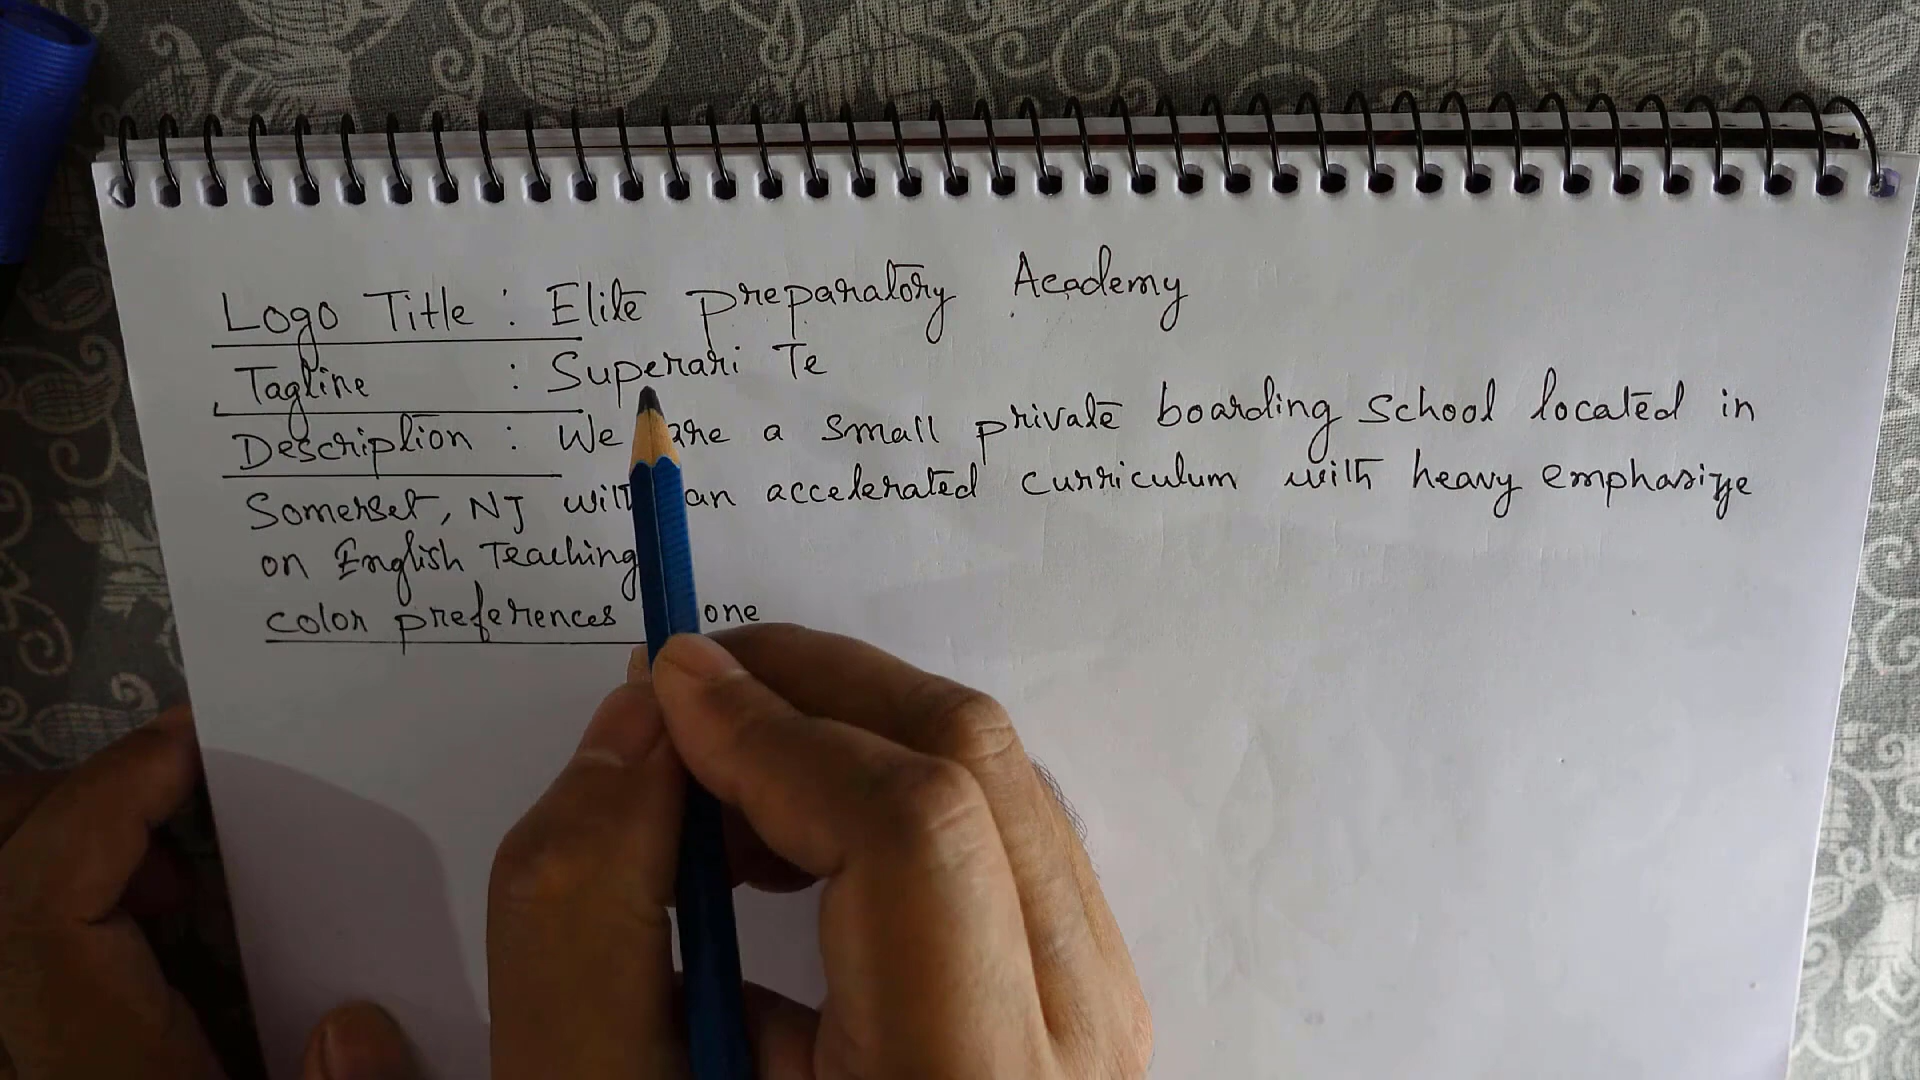 Logo Title : Elite preparatory Academy
Tagline : Superari Te
Description : We are a small private boarding School located in
Somerset, NJ with an accelerated curriculum with heavy emphasize
on English Teaching
color preferences one